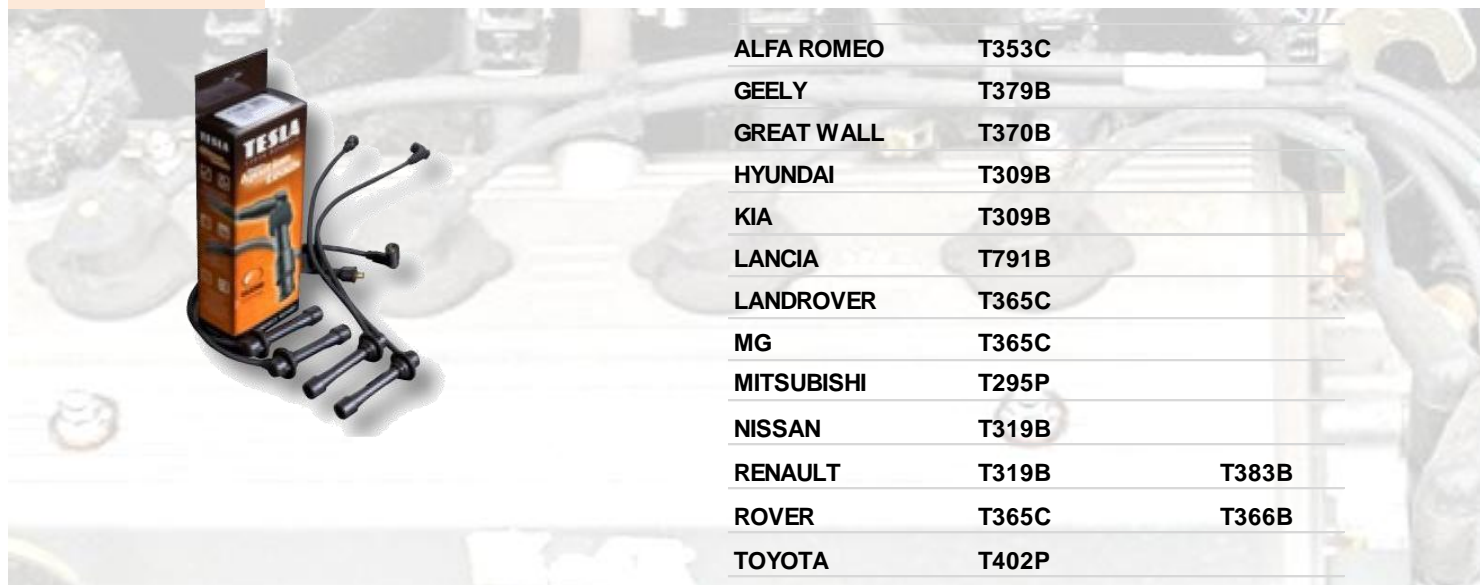 TESLA
ALFA ROMEO T353C
GEELY T379B
GREAT WALL T370B
HYUNDAI T309B
KIA T309B
LANCIA T791B
LANDROVER T365C
MG T365C
MITSUBISHI T295P
NISSAN T319B
RENAULT T319B T383B
ROVER T365C T366B
TOYOTA T402P